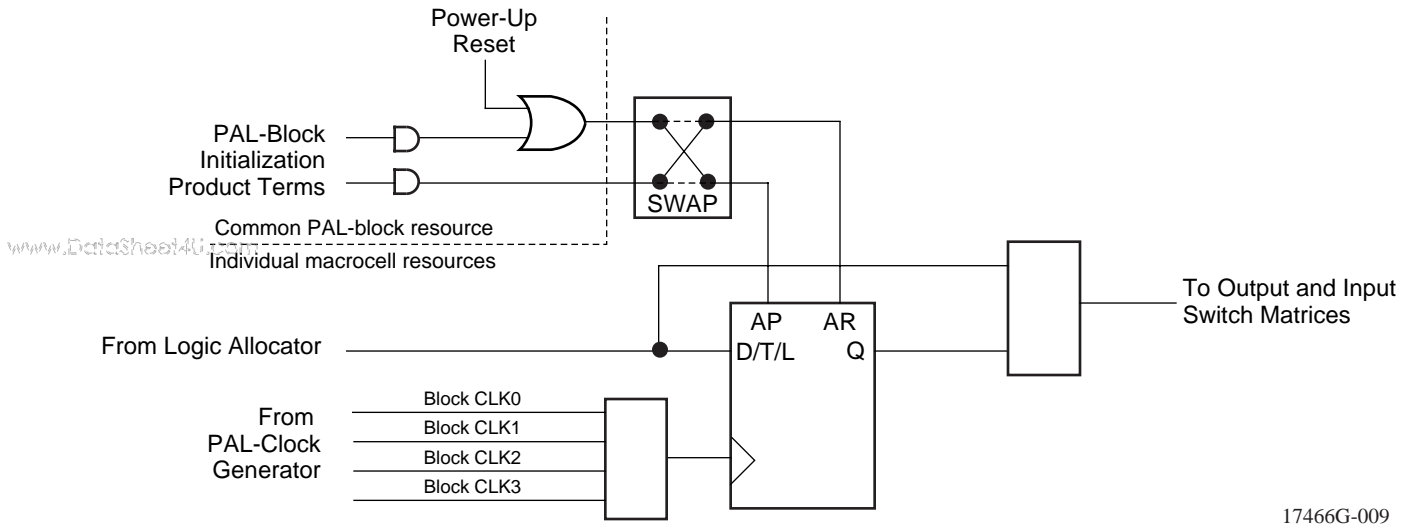 Power-Up
Reset
PAL-Block
Initialization
Product Terms
SWAP
Common PAL-block resource
www.DataSheet4U.com
Individual macrocell resources
To Output and Input
Switch Matrices
AP AR
From Logic Allocator
D/T/L Q
From
PAL-Clock
Generator
Block CLK0
Block CLK1
Block CLK2
Block CLK3
17466G-009